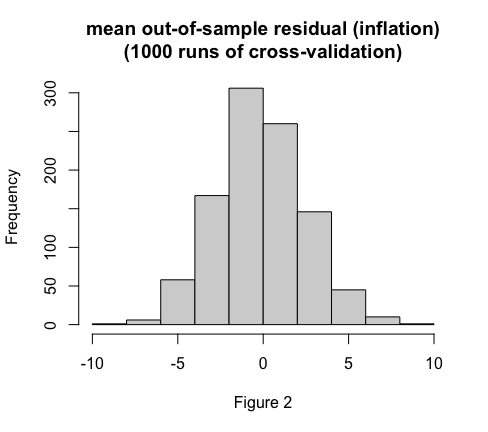 mean out-of-sample residual (inflation)
(1000 runs of cross-validation)
Frequency
300
200
100
50
0
-10 -5 0 5 10
Figure 2